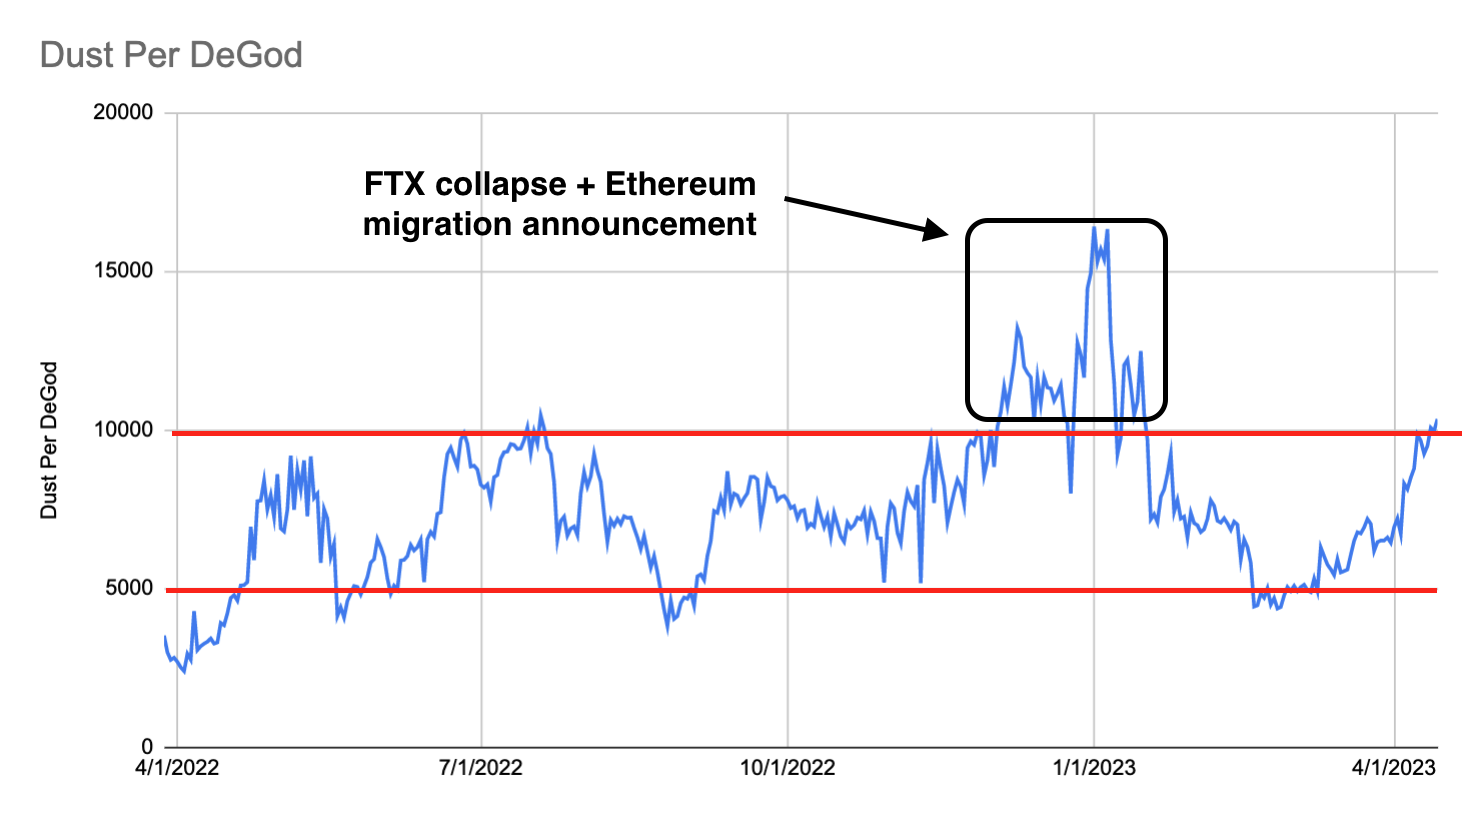 Dust Per DeGod
20000
FTX collapse + Ethereum
migration announcement
15000
10000
5000
0
Dust Per DeGod
4/1/2022
7/1/2022
10/1/2022
1/1/2023
4/1/2023